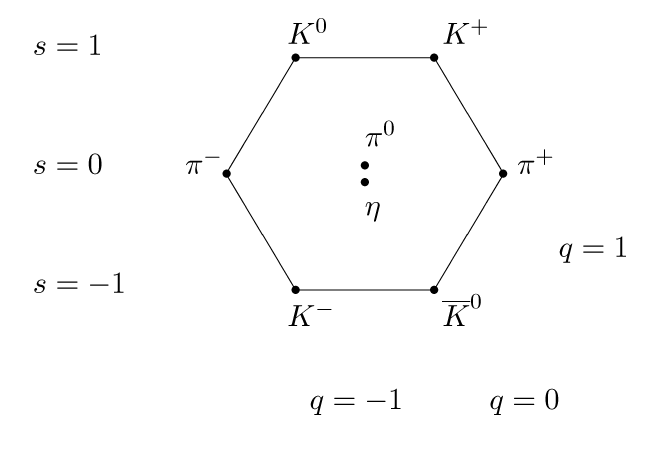 s = 1
K⁰
K⁺
π⁰
s = 0
π⁻
π⁺
η
q = 1
s = −1
K⁻
K̅⁰
q = −1
q = 0